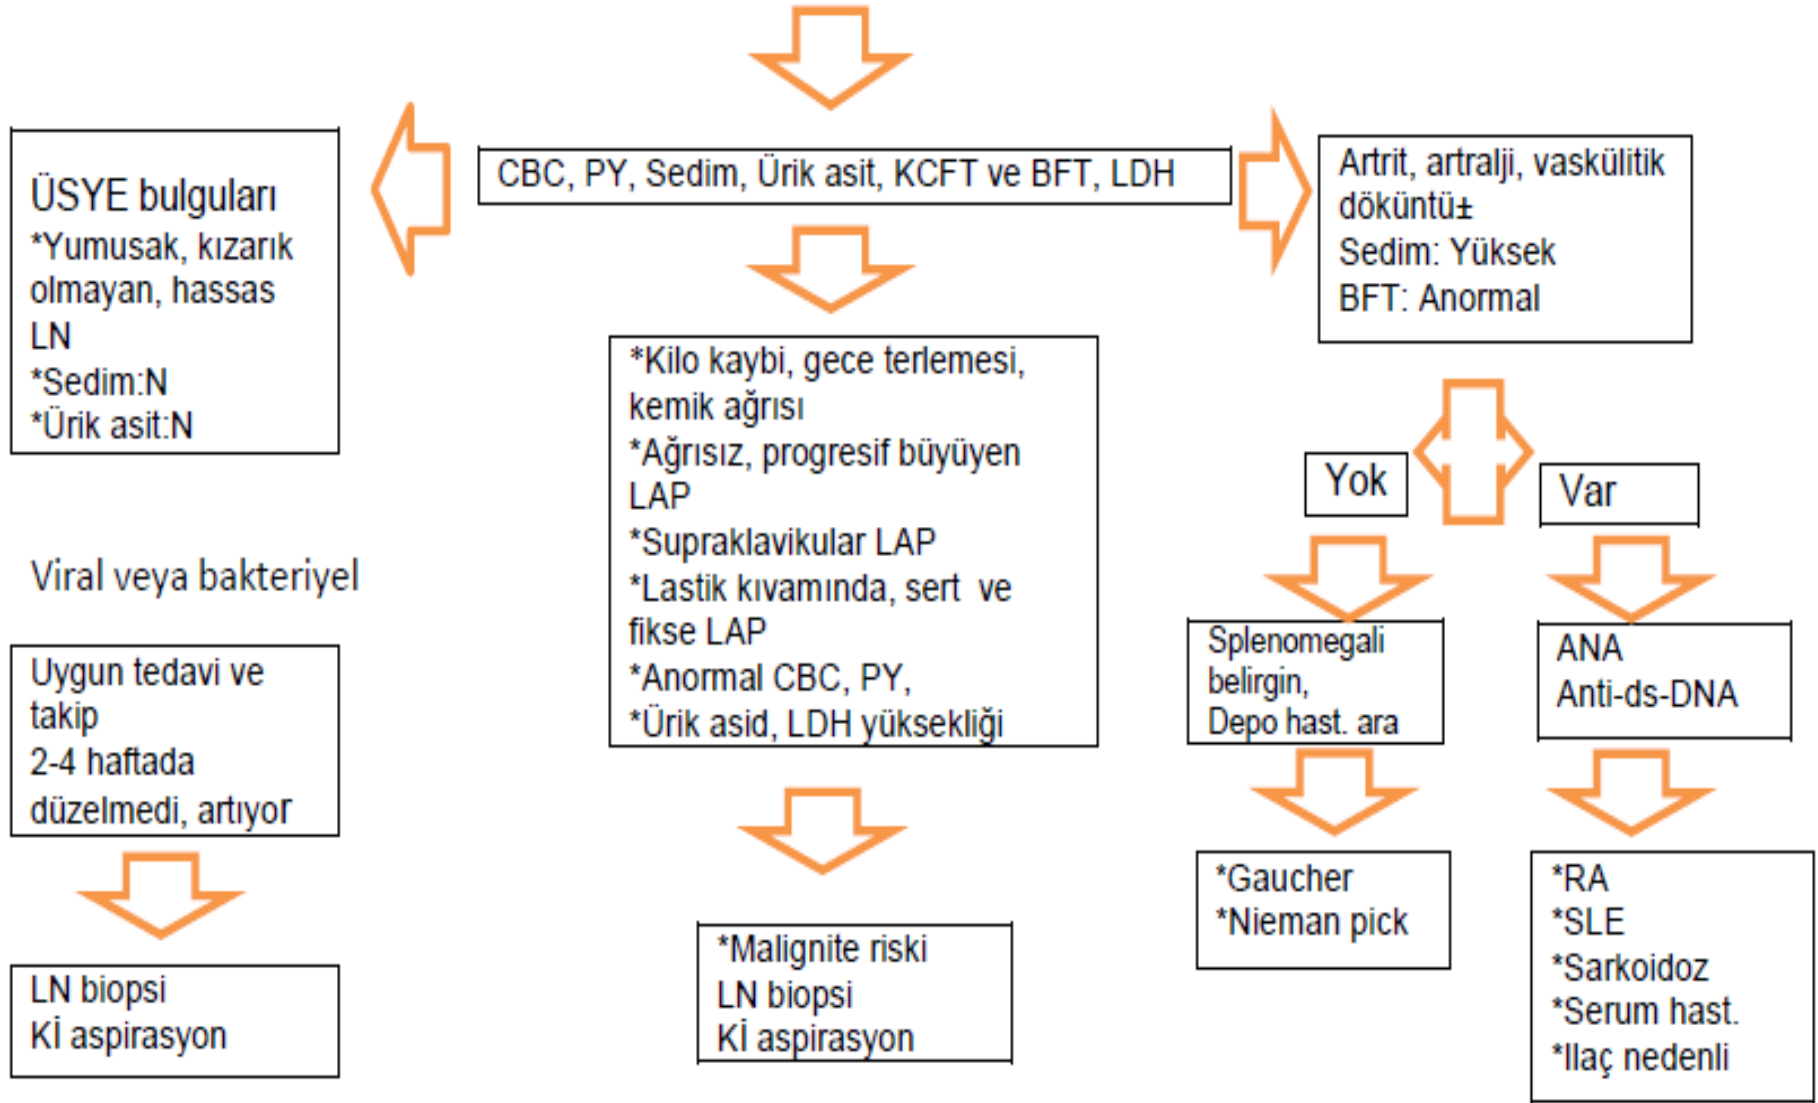 CBC, PY, Sedim, Ürik asit, KCFT ve BFT, LDH
ÜSYE bulguları
*Yumusak, kızarık
olmayan, hassas
LN
*Sedim:N
*Ürik asit:N
Viral veya bakteriyel
Uygun tedavi ve
takip
2-4 haftada
düzelmedi, artıyor
LN biopsi
Kİ aspirasyon
*Kilo kaybi, gece terlemesi,
kemik ağrısı
*Ağrısız, progresif büyüyen
LAP
*Supraklavikular LAP
*Lastik kıvamında, sert ve
fikse LAP
*Anormal CBC, PY,
*Ürik asid, LDH yüksekliği
*Malignite riski
LN biopsi
Kİ aspirasyon
Artrit, artralji, vaskülitik
döküntü±
Sedim: Yüksek
BFT: Anormal
Yok
Splenomegali
belirgin,
Depo hast. ara
*Gaucher
*Nieman pick
Var
ANA
Anti-ds-DNA
*RA
*SLE
*Sarkoidoz
*Serum hast.
*Ilaç nedenli